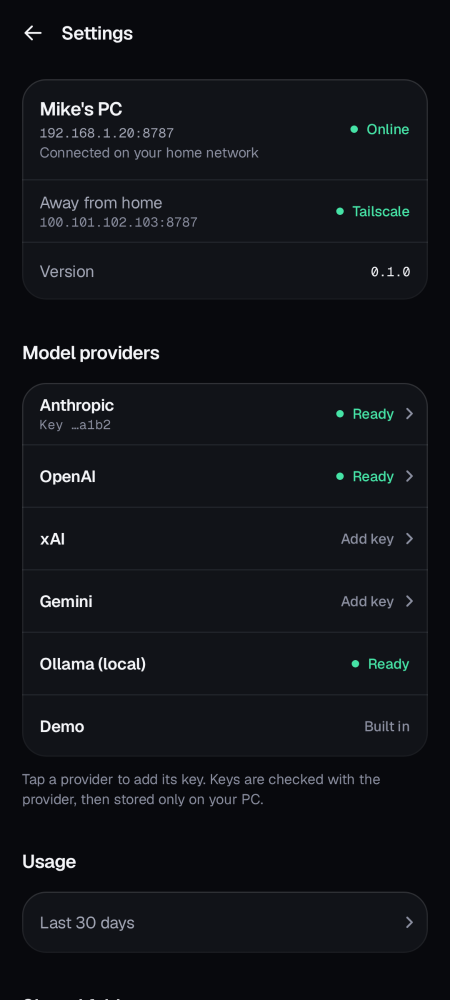 Settings
Mike's PC
192.168.1.20:8787
Connected on your home network
Online
Away from home
100.101.102.103:8787
Tailscale
Version
0.1.0
Model providers
Anthropic
Key …a1b2
Ready
OpenAI
Ready
xAI
Add key
Gemini
Add key
Ollama (local)
Ready
Demo
Built in
Tap a provider to add its key. Keys are checked with the
provider, then stored only on your PC.
Usage
Last 30 days